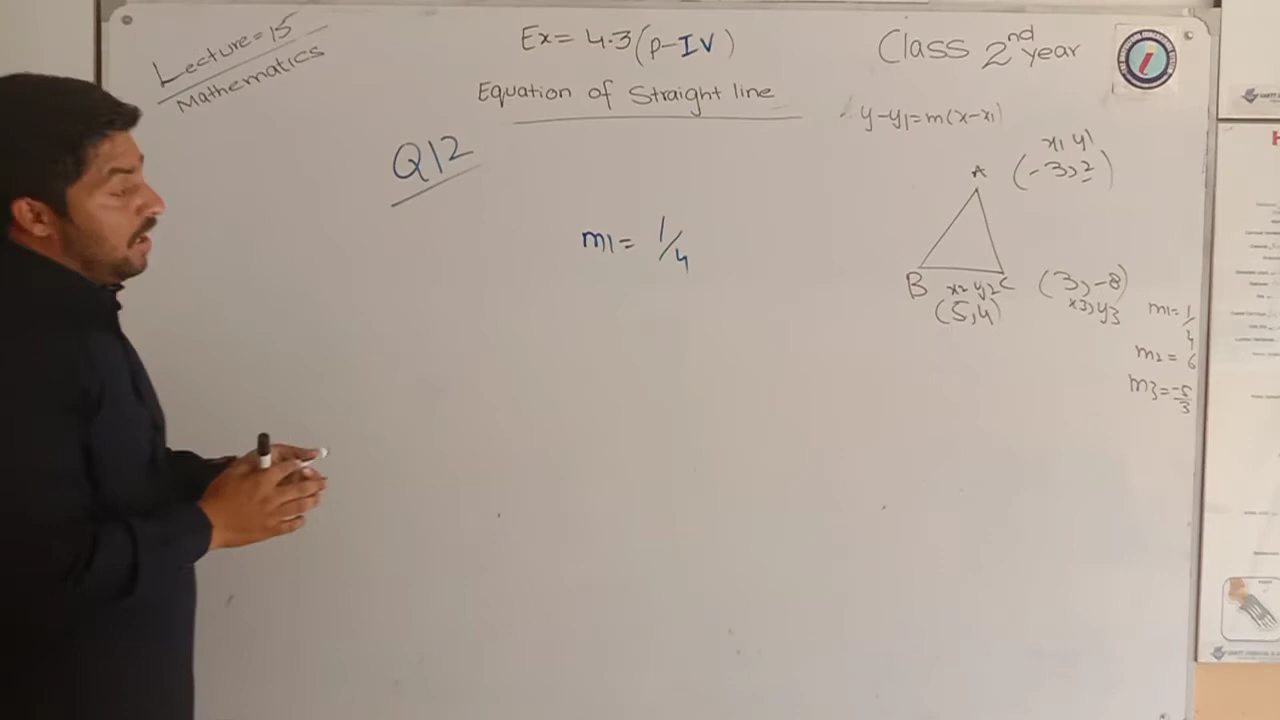 Lecture = 15
Mathematics
Ex = 4.3 (P-IV)
Equation of Straight line
Class 2nd year
y-y1=m(x-x1)
Q12
m1 = 1/4
x1 y1
A (-3,2)
B
x2 y2
(5,4)
C (3,-8)
x3,y3
m1=1/4
m2 = 6
m3=-5/3